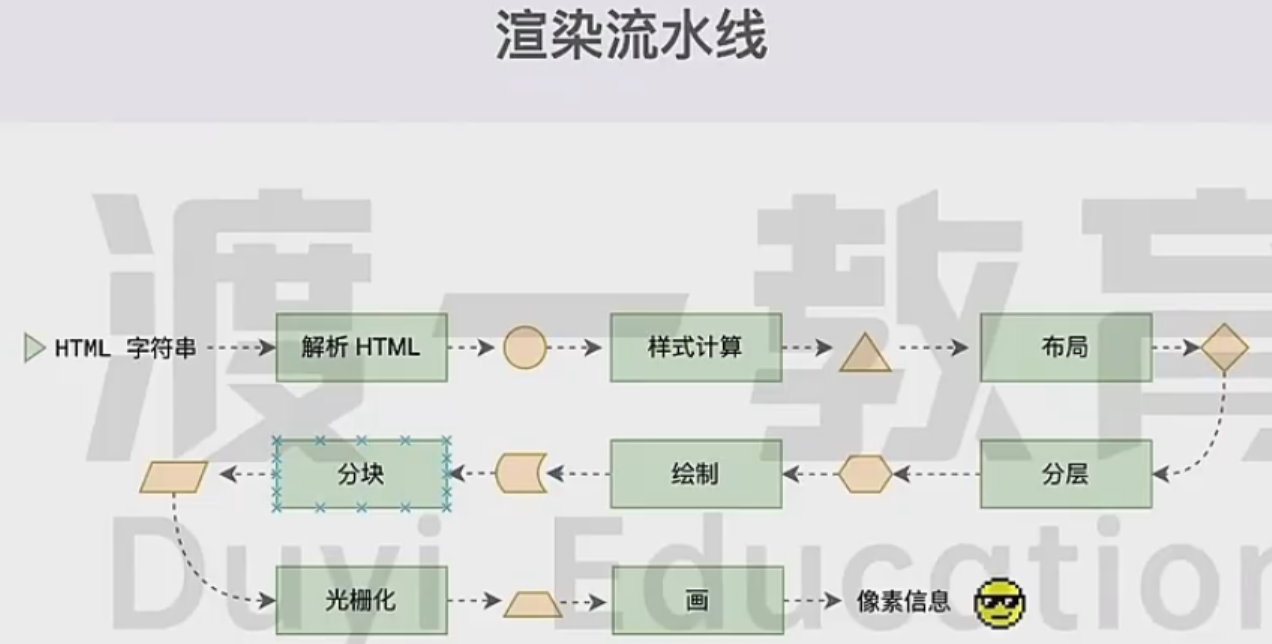 渲染流水线
HTML 字符串
解析 HTML
样式计算
布局
分块
绘制
分层
光栅化
画
像素信息
渡一教育
Duyi Education